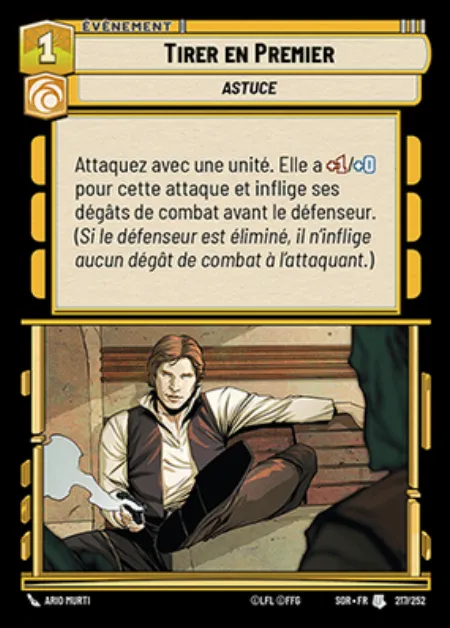 ÉVÉNEMENT
1
TIRER EN PREMIER
ASTUCE
Attaquez avec une unité. Elle a +1/+0
pour cette attaque et inflige ses
dégâts de combat avant le défenseur.
(Si le défenseur est éliminé, il n’inflige
aucun dégât de combat à l’attaquant.)
ARIO MURTI ©LFL ©FFG SOR • FR 217/252